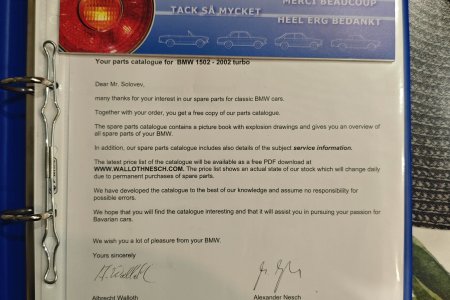 MERCI BEAUCOUP
TACK SÅ MYCKET
HEEL ERG BEDANKT
Your parts catalogue for BMW 1502 - 2002 turbo
Dear Mr. Solovev,
many thanks for your interest in our spare parts for classic BMW cars.
Together with your order, you get a free copy of our parts catalogue.
The spare parts catalogue contains a picture book with explosion drawings and gives you an overview of
all spare parts of your BMW.
In addition, our spare parts catalogue includes also details of the subject service information.
The latest price list of the catalogue will be available as a free PDF download at
WWW.WALLOTHNESCH.COM. The price list shows an actual state of our stock which will change daily
due to permanent purchases of spare parts.
We have developed the catalogue to the best of our knowledge and assume no responsibility for
possible errors.
We hope that you will find the catalogue interesting and that it will assist you in pursuing your passion for
Bavarian cars.
We wish you a lot of pleasure from your BMW.
Yours sincerely
Albrecht Walloth
Alexander Nesch